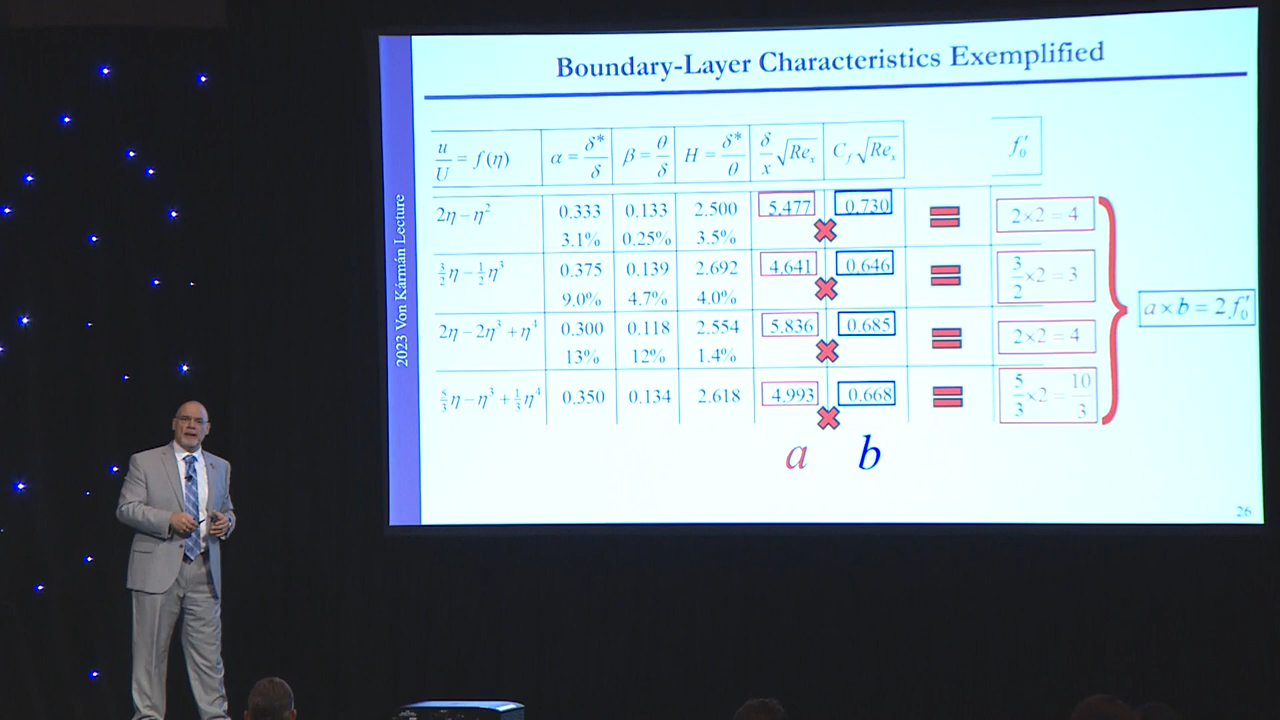 Boundary-Layer Characteristics Exemplified
2023 Von Kármán Lecture
u/U = f(η) α = δ*/δ β = θ/δ H = δ*/θ δ/x √Reₓ C_f √Reₓ f′₀
2η − η² 0.333 0.133 2.500 5.477 0.730 = 2×2 = 4
3.1% 0.25% 3.5% ×
3/2 η − 1/2 η³ 0.375 0.139 2.692 4.641 0.646 = 3/2 ×2 = 3
9.0% 4.7% 4.0% ×
a × b = 2 f′₀
2η − 2η³ + η⁴ 0.300 0.118 2.554 5.836 0.685 = 2×2 = 4
13% 12% 1.4% ×
5/3 η − η³ + 1/3 η⁴ 0.350 0.134 2.618 4.993 0.668 = 5/3 ×2 = 10/3
×
a b
26